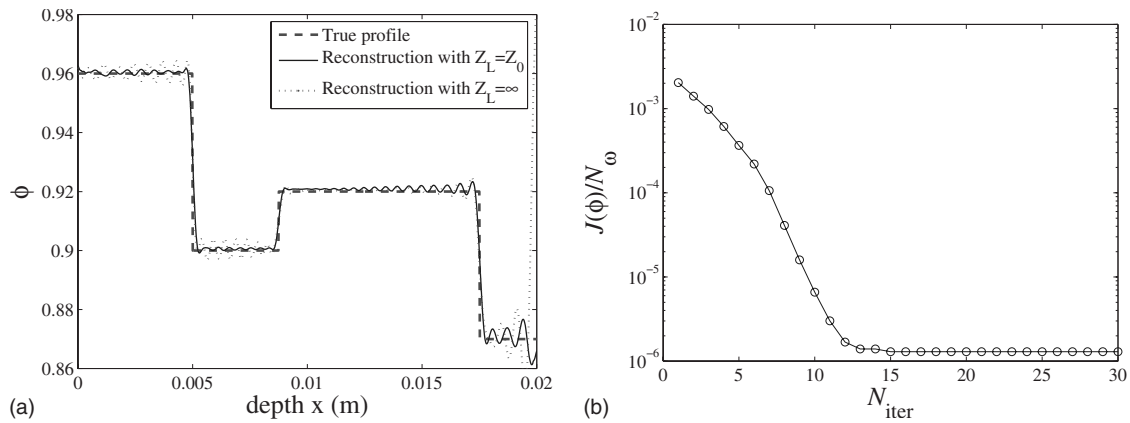 0.98
0.96
0.94
0.92
0.9
0.88
0.86
ϕ
True profile
Reconstruction with Z_L=Z_0
Reconstruction with Z_L=∞
0
0.005
0.01
0.015
0.02
depth x (m)
(a)
10^-2
10^-3
10^-4
10^-5
10^-6
J(ϕ)/N_ω
0
5
10
15
20
25
30
N_iter
(b)